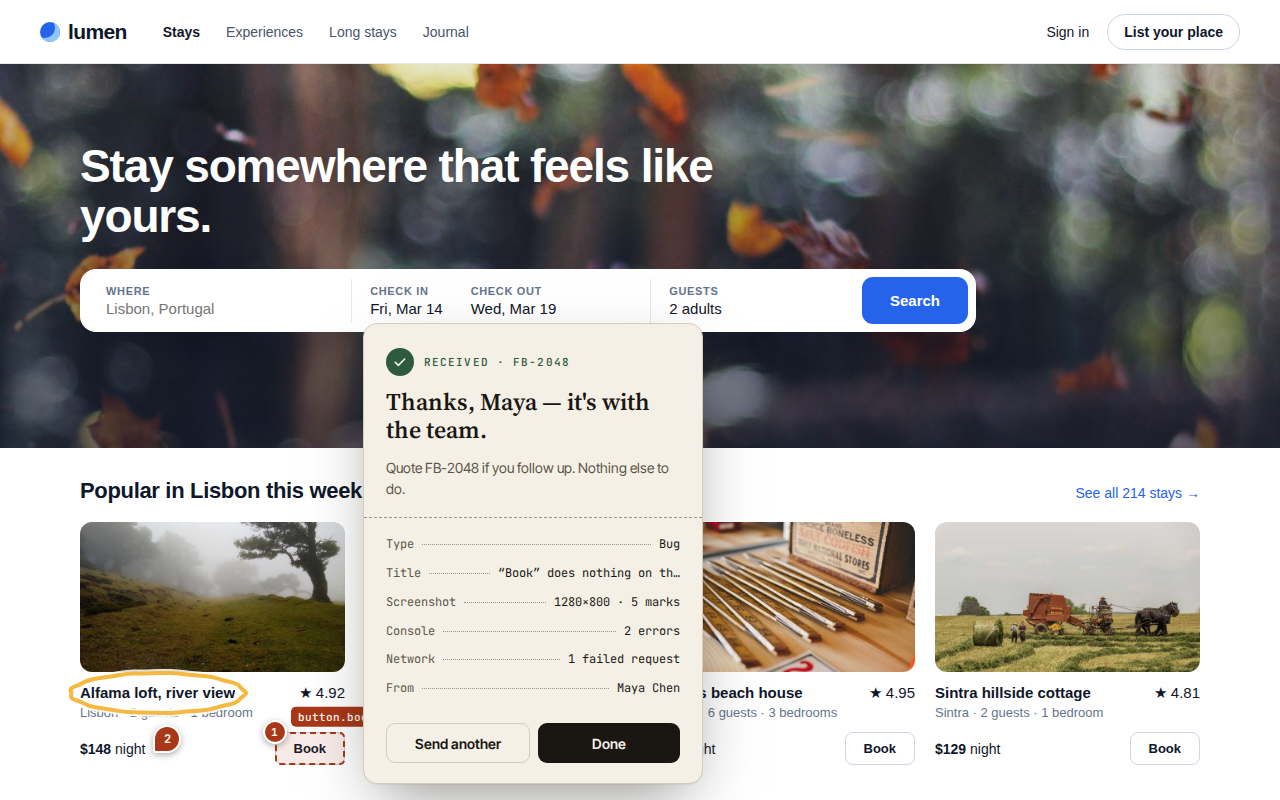 lumen
Stays
Experiences
Long stays
Journal
Sign in
List your place
Stay somewhere that feels like
yours.
WHERE
Lisbon, Portugal
CHECK IN
Fri, Mar 14
CHECK OUT
Wed, Mar 19
GUESTS
2 adults
Search
RECEIVED · FB-2048
Thanks, Maya — it's with
the team.
Quote FB-2048 if you follow up. Nothing else to
do.
Type Bug
Title “Book” does nothing on th…
Screenshot 1280×800 · 5 marks
Console 2 errors
Network 1 failed request
From Maya Chen
Send another
Done
Popular in Lisbon this week
See all 214 stays →
Alfama loft, river view
★ 4.92
Lisbon · 2 guests · 1 bedroom
button.boo
1
2
$148 night
Book
BONELESS
beach house
★ 4.95
6 guests · 3 bedrooms
Book
Sintra hillside cottage
★ 4.81
Sintra · 2 guests · 1 bedroom
$129 night
Book